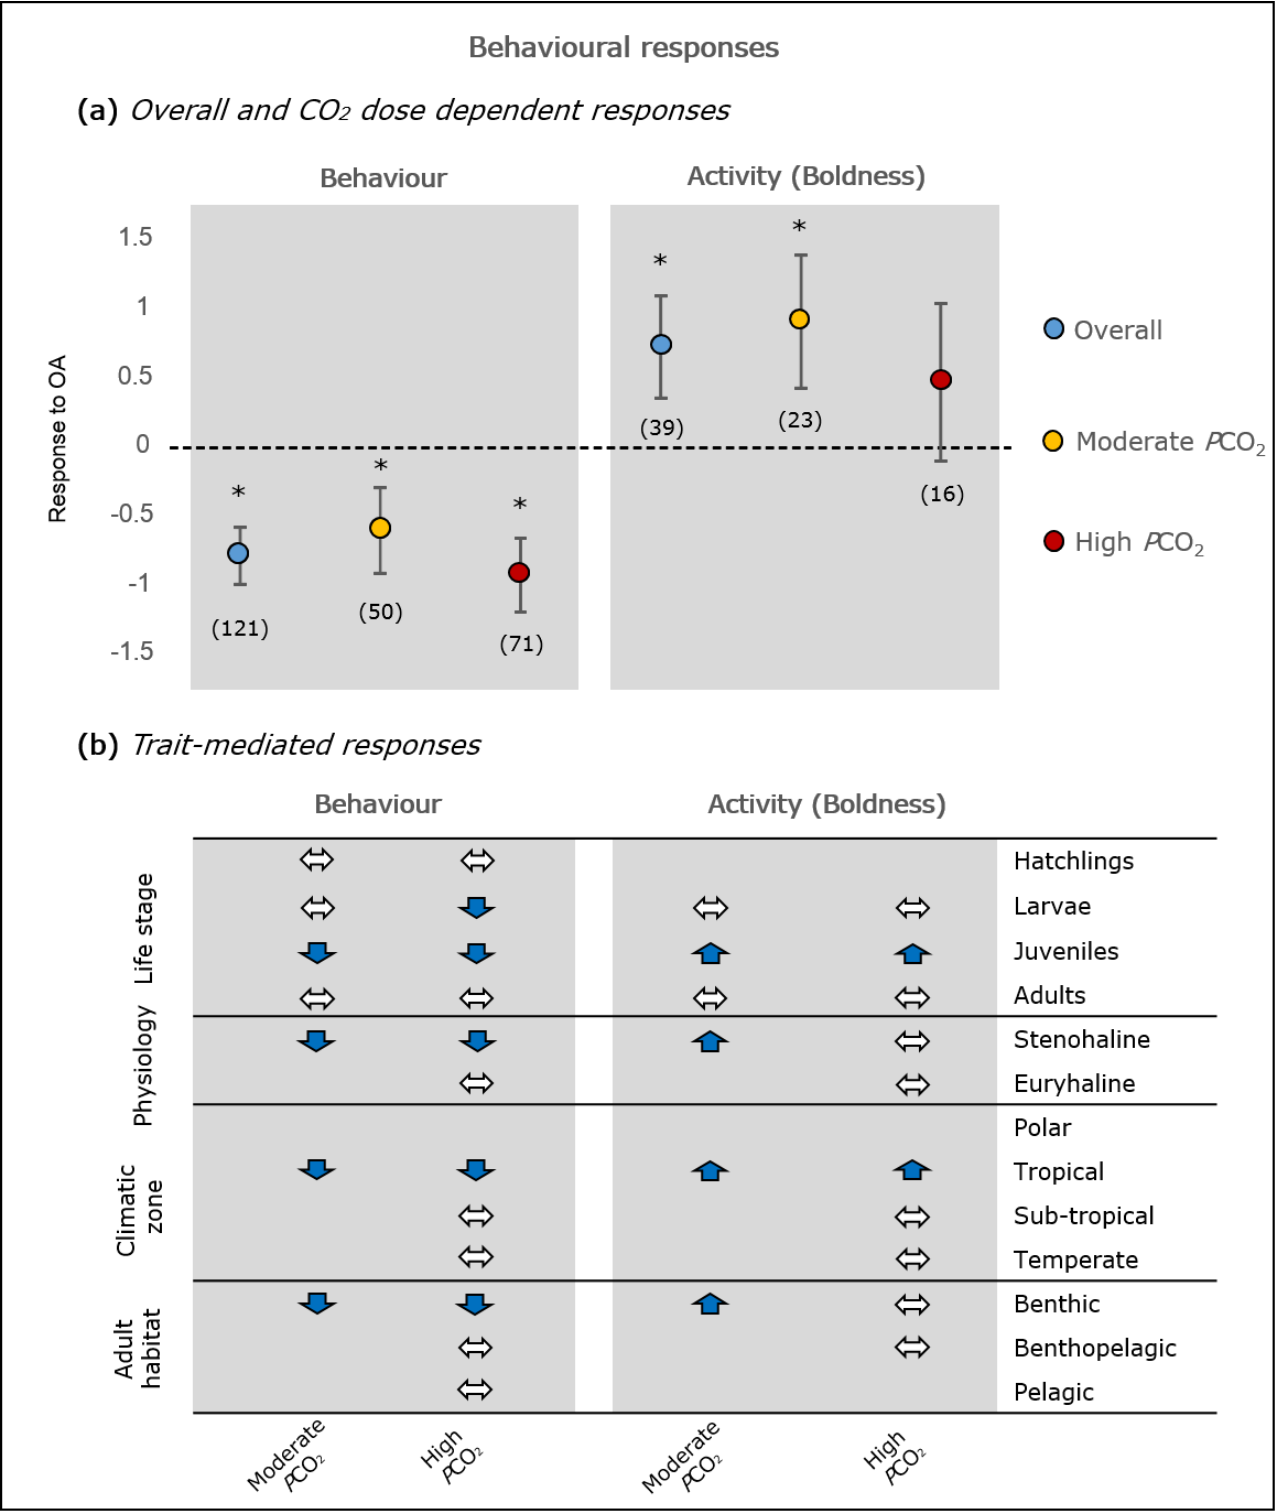 Behavioural responses
(a) Overall and CO2 dose dependent responses
Behaviour
Activity (Boldness)
Response to OA
1.5
1
0.5
0
-0.5
-1
-1.5
*
*
*
(121)
(50)
(71)
*
*
(39)
(23)
(16)
Overall
Moderate PCO2
High PCO2
(b) Trait-mediated responses
Behaviour
Activity (Boldness)
Life stage
Hatchlings
Larvae
Juveniles
Adults
Physiology
Stenohaline
Euryhaline
Climatic
zone
Polar
Tropical
Sub-tropical
Temperate
Adult
habitat
Benthic
Benthopelagic
Pelagic
Moderate
PCO2
High
PCO2
Moderate
PCO2
High
PCO2